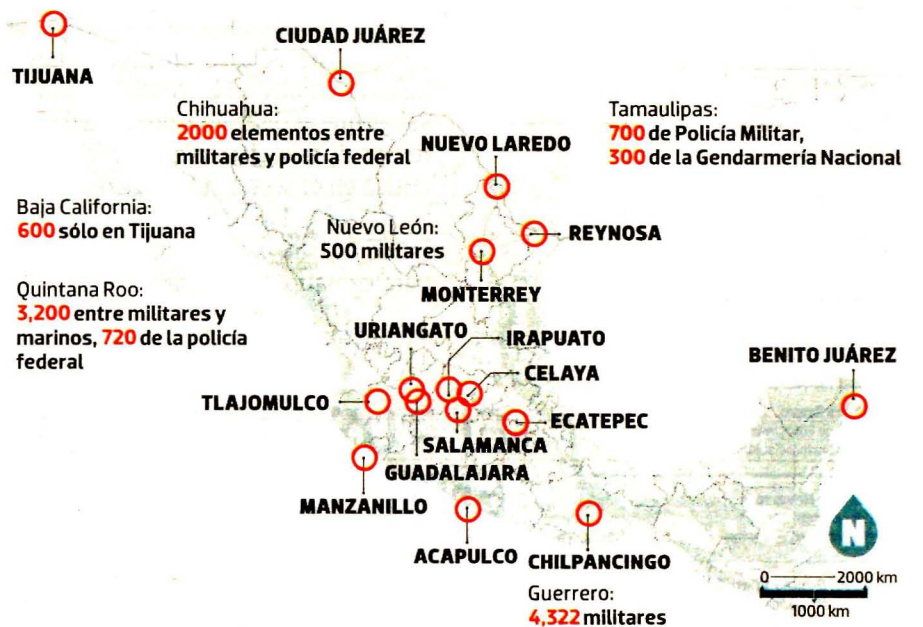 TIJUANA
CIUDAD JUÁREZ
Chihuahua:
2000 elementos entre
militares y policía federal
Tamaulipas:
700 de Policía Militar,
300 de la Gendarmería Nacional
NUEVO LAREDO
Baja California:
600 sólo en Tijuana
Nuevo León:
500 militares
REYNOSA
MONTERREY
Quintana Roo:
3,200 entre militares y
marinos, 720 de la policía
federal
URIANGATO
IRAPUATO
CELAYA
BENITO JUÁREZ
TLAJOMULCO
ECATEPEC
SALAMANCA
GUADALAJARA
MANZANILLO
ACAPULCO
CHILPANCINGO
Guerrero:
4,322 militares
N
0 2000 km
1000 km